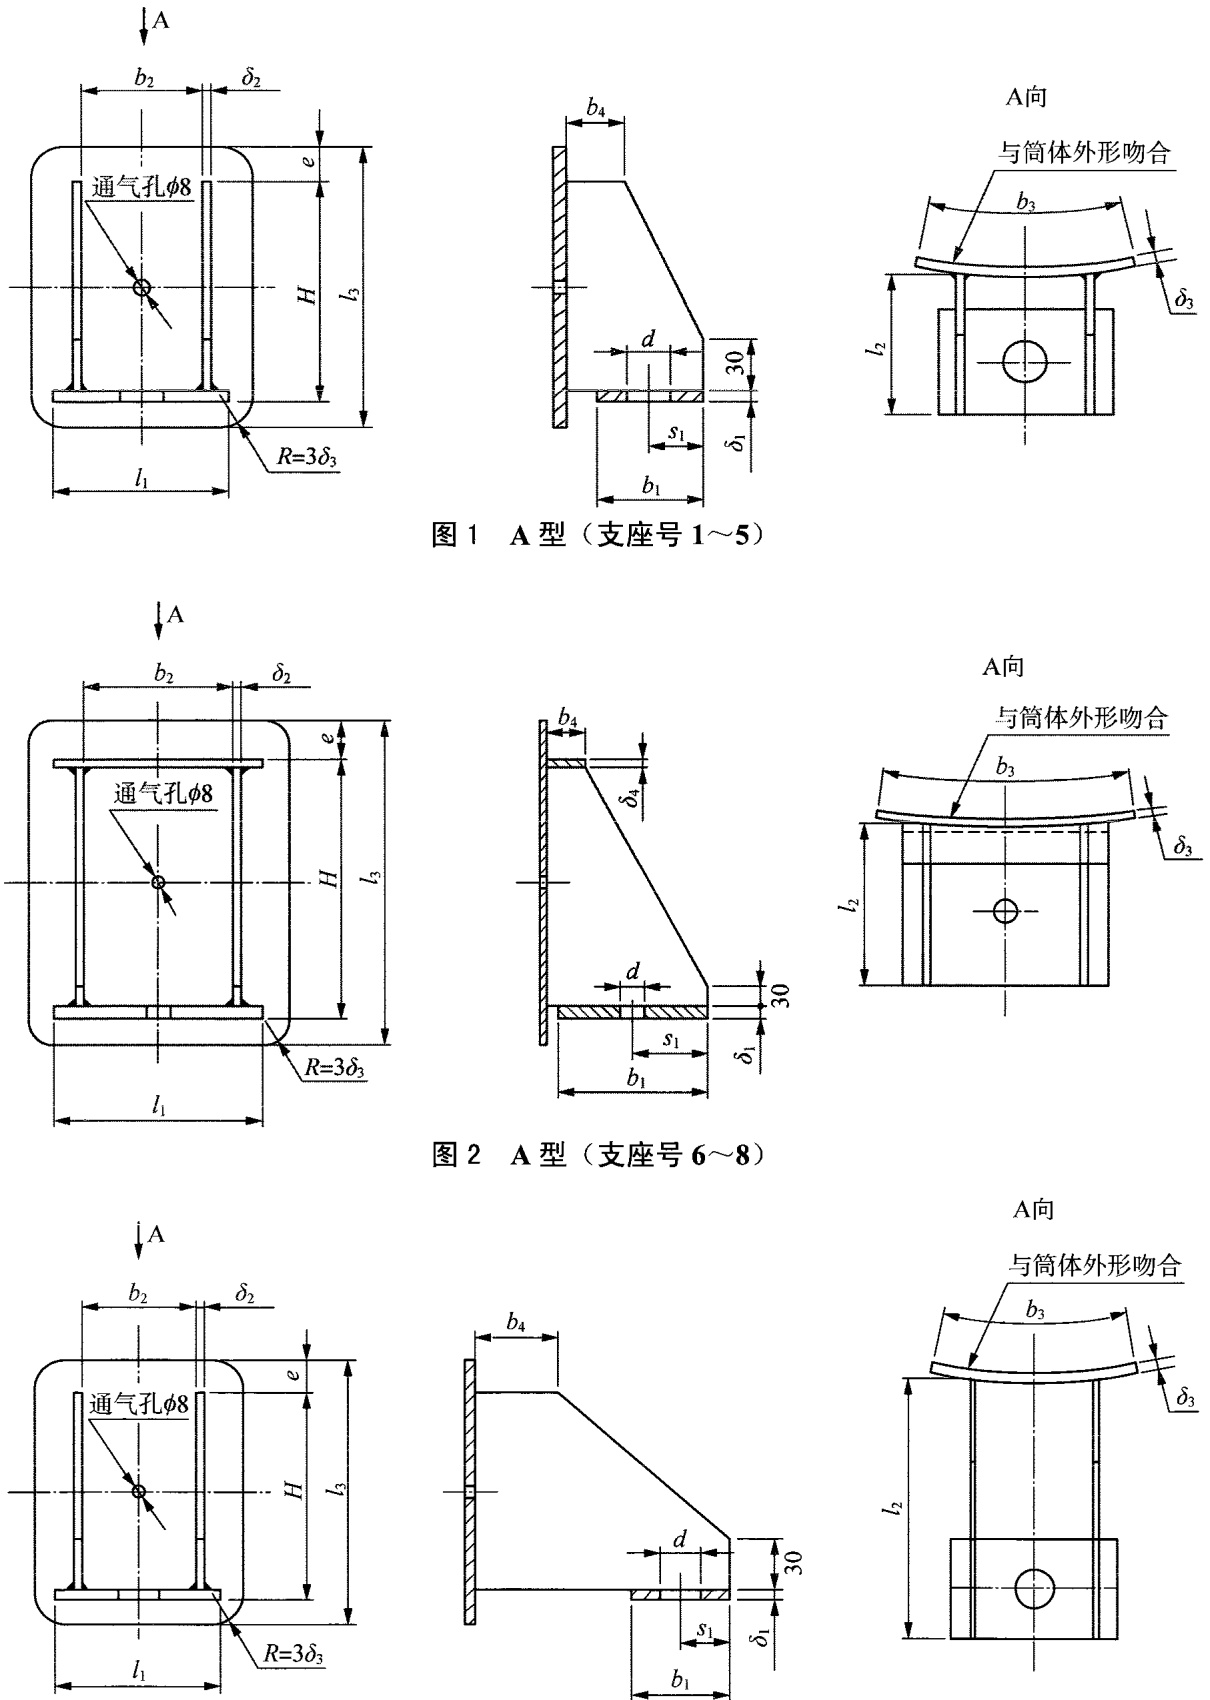 A
b₂
δ₂
e
通气孔ϕ8
H
l₃
R=3δ₃
l₁
b₄
d
30
s₁
δ₁
b₁
A向
与筒体外形吻合
b₃
δ₃
l₂
图 1 A 型（支座号 1～5）
A
b₂
δ₂
e
通气孔ϕ8
H
l₃
R=3δ₃
l₁
b₄
δ₄
d
30
s₁
δ₁
b₁
A向
与筒体外形吻合
b₃
δ₃
l₂
图 2 A 型（支座号 6～8）
A
b₂
δ₂
e
通气孔ϕ8
H
l₃
R=3δ₃
l₁
b₄
d
30
s₁
δ₁
b₁
A向
与筒体外形吻合
b₃
δ₃
l₂